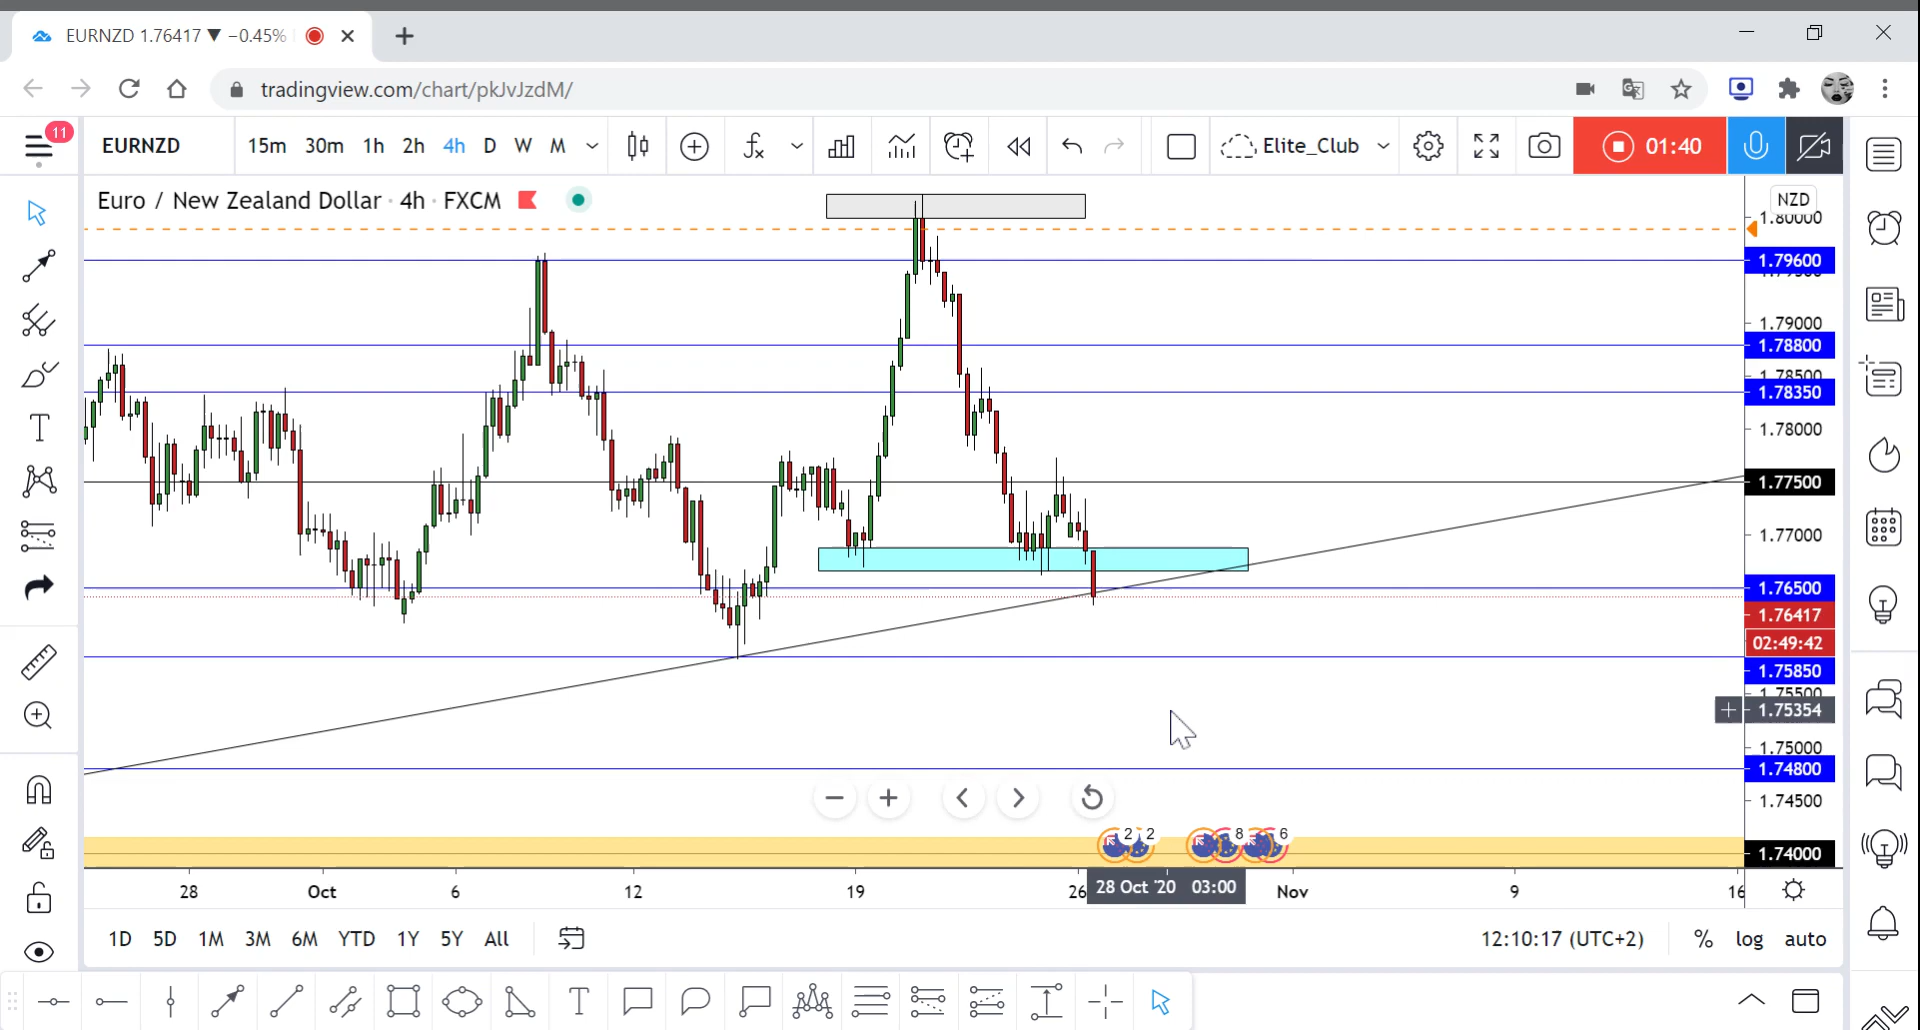 EURNZD 1.76417 ▼ −0.45%
tradingview.com/chart/pkJvJzdM/
11
EURNZD 15m 30m 1h 2h 4h D W M Elite_Club 01:40
Euro / New Zealand Dollar · 4h · FXCM
NZD
1.80000
1.79600
1.79000
1.78800
1.78500
1.78350
1.78000
1.77500
1.77000
1.76500
1.76417
02:49:42
1.75850
1.75500
1.75354
1.75000
1.74800
1.74500
2 2 8 6
1.74000
28 Oct 6 12 19 26 28 Oct '20 03:00 Nov 9 16
1D 5D 1M 3M 6M YTD 1Y 5Y All 12:10:17 (UTC+2) % log auto